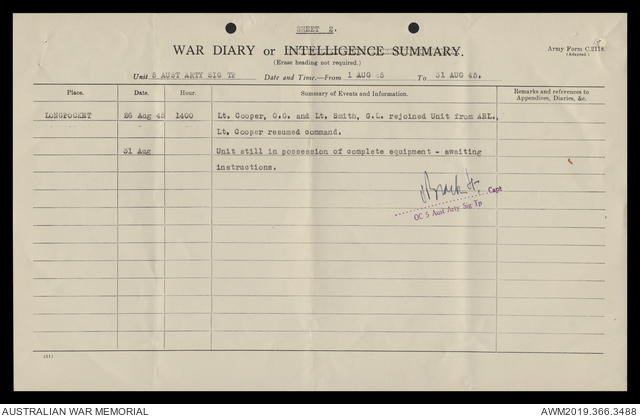 SHEET 2.
WAR DIARY or INTELLIGENCE SUMMARY.
Army Form C.2118.
(Adapted.)
(Erase heading not required.)
Unit 5 AUST ARTY SIG TP Date and Time.—From 1 AUG 45 To 31 AUG 45.
Place. Date. Hour. Summary of Events and Information. Remarks and references to
Appendices, Diaries, &c.
LONGPOCKET 26 Aug 45 1400 Lt. Cooper, G.G. and Lt. Smith, G.L. rejoined Unit from ARL.,
Lt. Cooper resumed command.
31 Aug Unit still in possession of complete equipment - awaiting
instructions.
Capt
OC 5 Aust Arty Sig Tp
AUSTRALIAN WAR MEMORIAL
AWM2019.366.3488